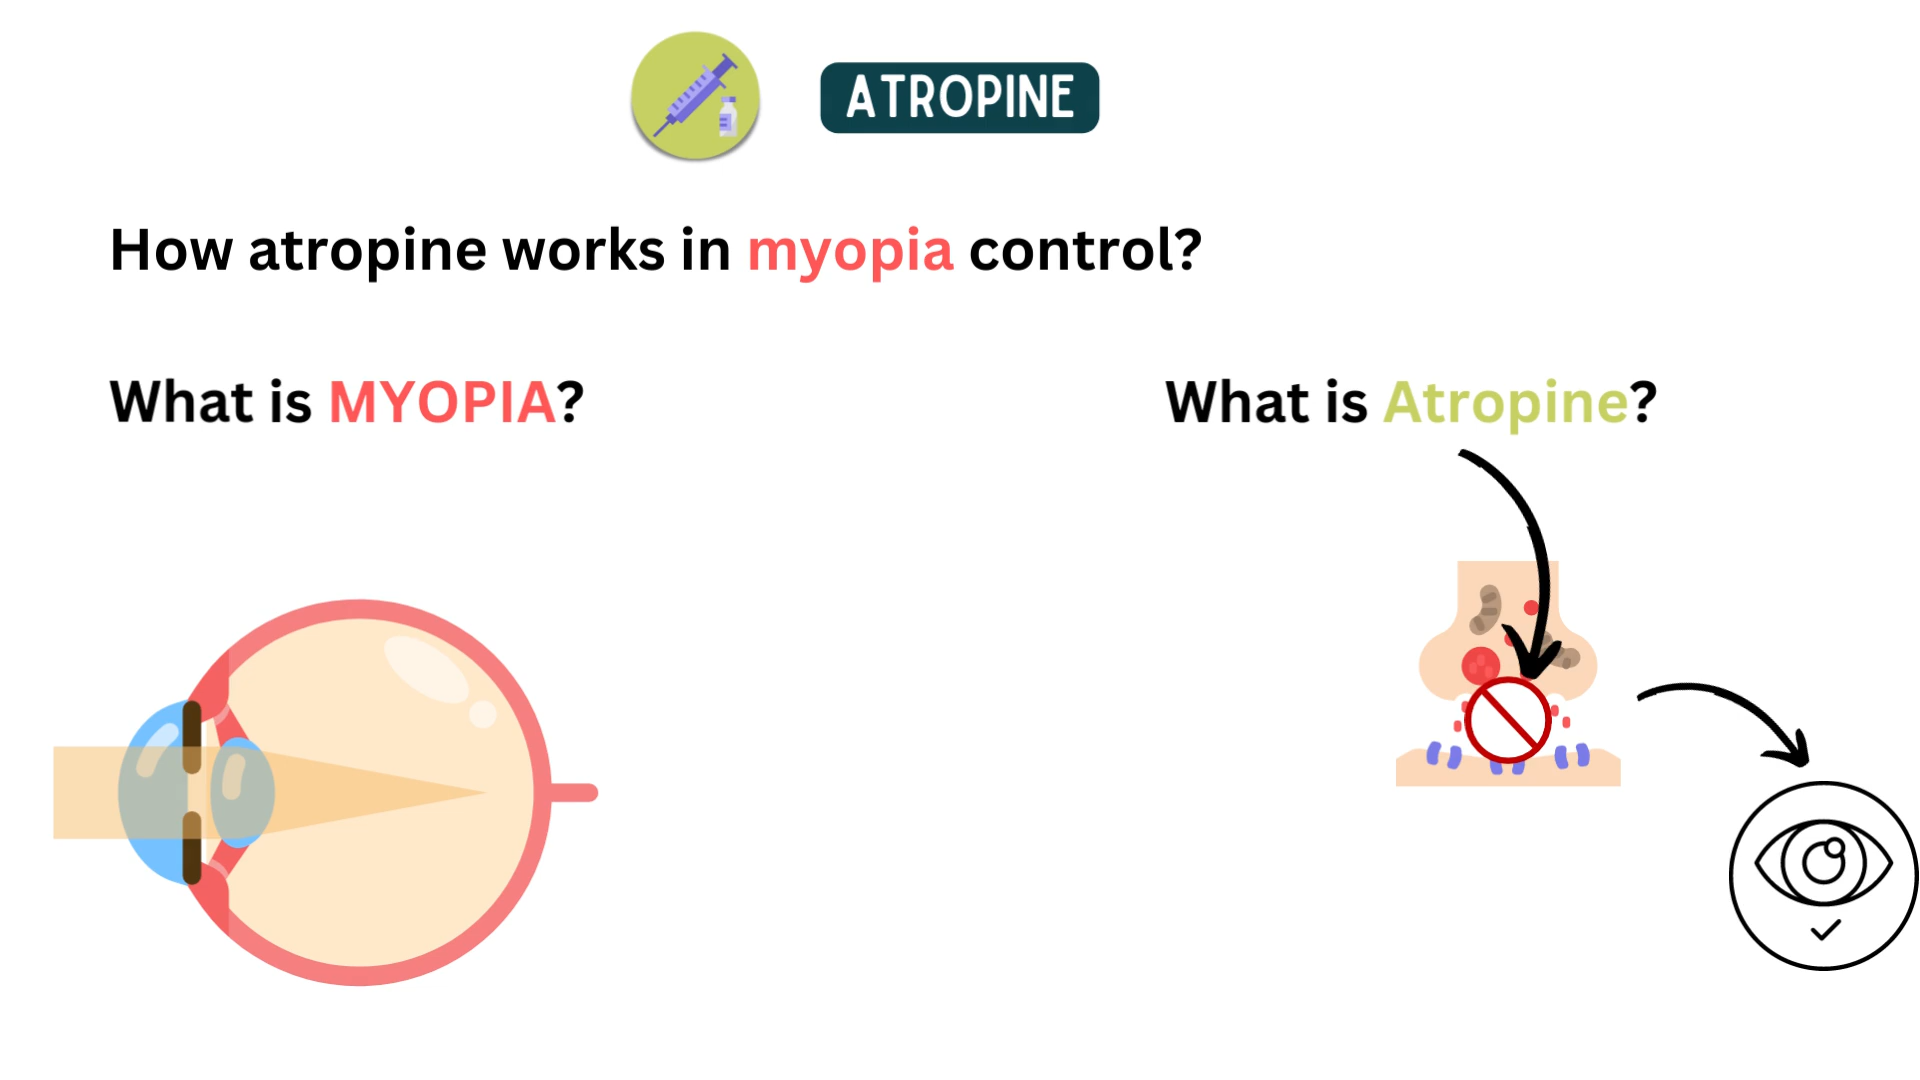 ATROPINE
How atropine works in myopia control?
What is MYOPIA?
What is Atropine?